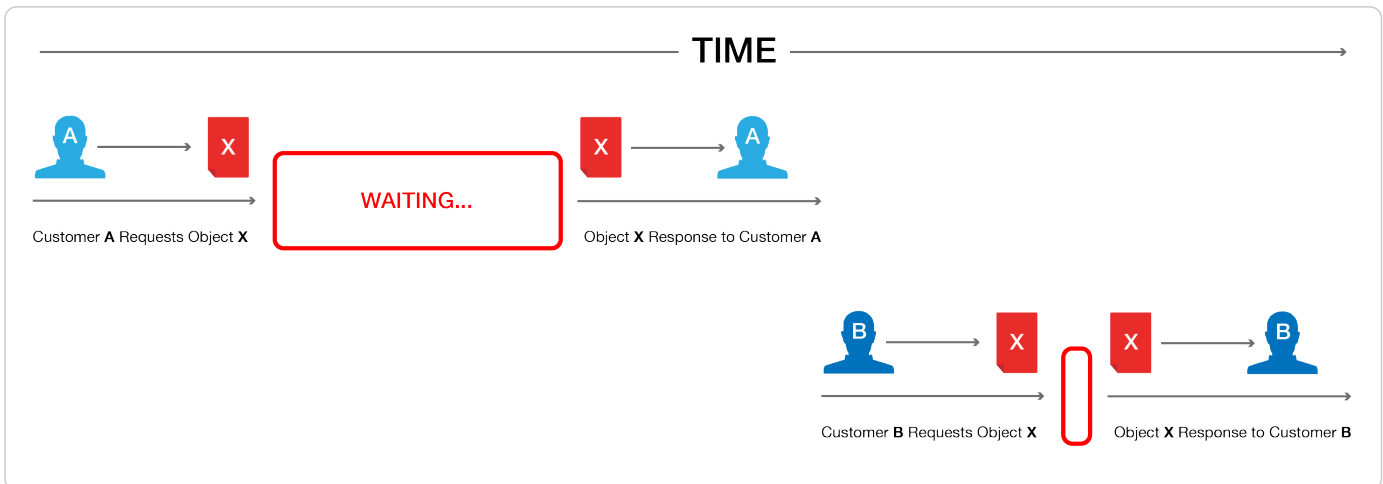 TIME
A
X
X
A
WAITING...
Customer A Requests Object X
Object X Response to Customer A
B
X
X
B
Customer B Requests Object X
Object X Response to Customer B